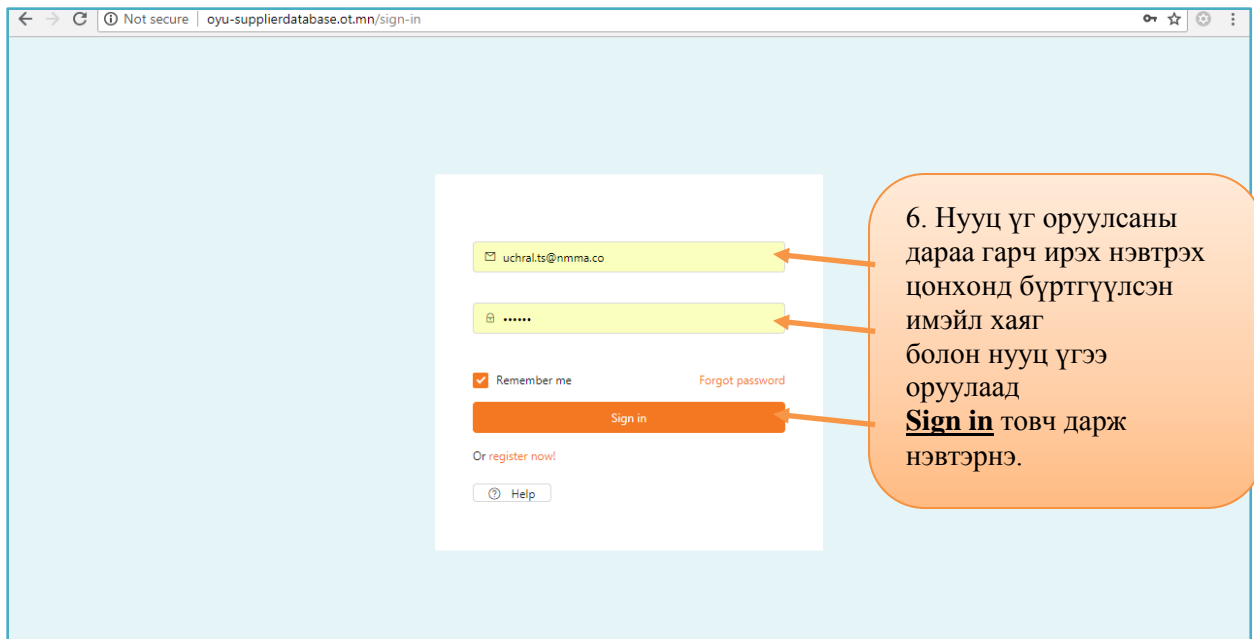 Not secure | oyu-supplierdatabase.ot.mn/sign-in
uchral.ts@nmma.co
••••••
Remember me
Forgot password
Sign in
Or register now!
Help
6. Нууц үг оруулсаны
дараа гарч ирэх нэвтрэх
цонхонд бүртгүүлсэн
имэйл хаяг
болон нууц үгээ
оруулаад
Sign in товч дарж
нэвтэрнэ.